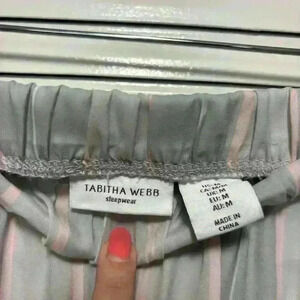 TABITHA WEBB
sleepwear
UK: M
EU: M
AU: M
MADE IN
CHINA